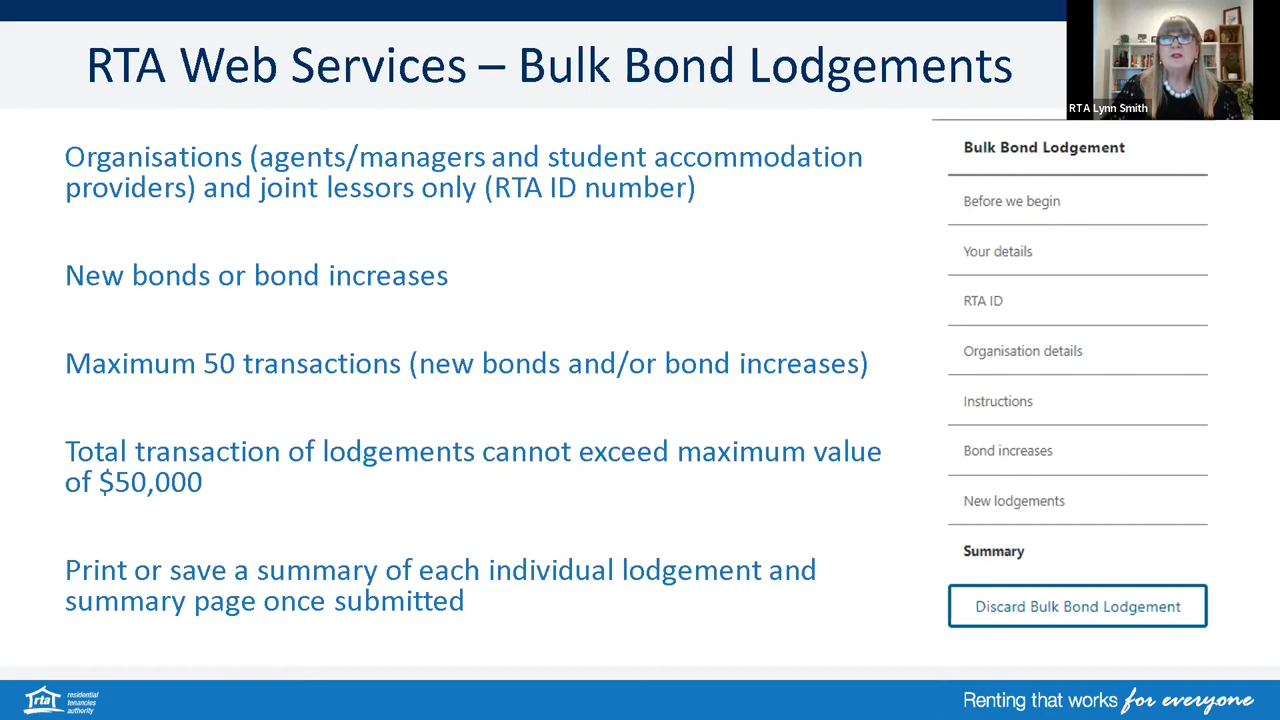 RTA Web Services – Bulk Bond Lodgements
RTA Lynn Smith
Organisations (agents/managers and student accommodation
providers) and joint lessors only (RTA ID number)
New bonds or bond increases
Maximum 50 transactions (new bonds and/or bond increases)
Total transaction of lodgements cannot exceed maximum value
of $50,000
Print or save a summary of each individual lodgement and
summary page once submitted
Bulk Bond Lodgement
Before we begin
Your details
RTA ID
Organisation details
Instructions
Bond increases
New lodgements
Summary
Discard Bulk Bond Lodgement
rta
residential
tenancies
authority
Renting that works for everyone